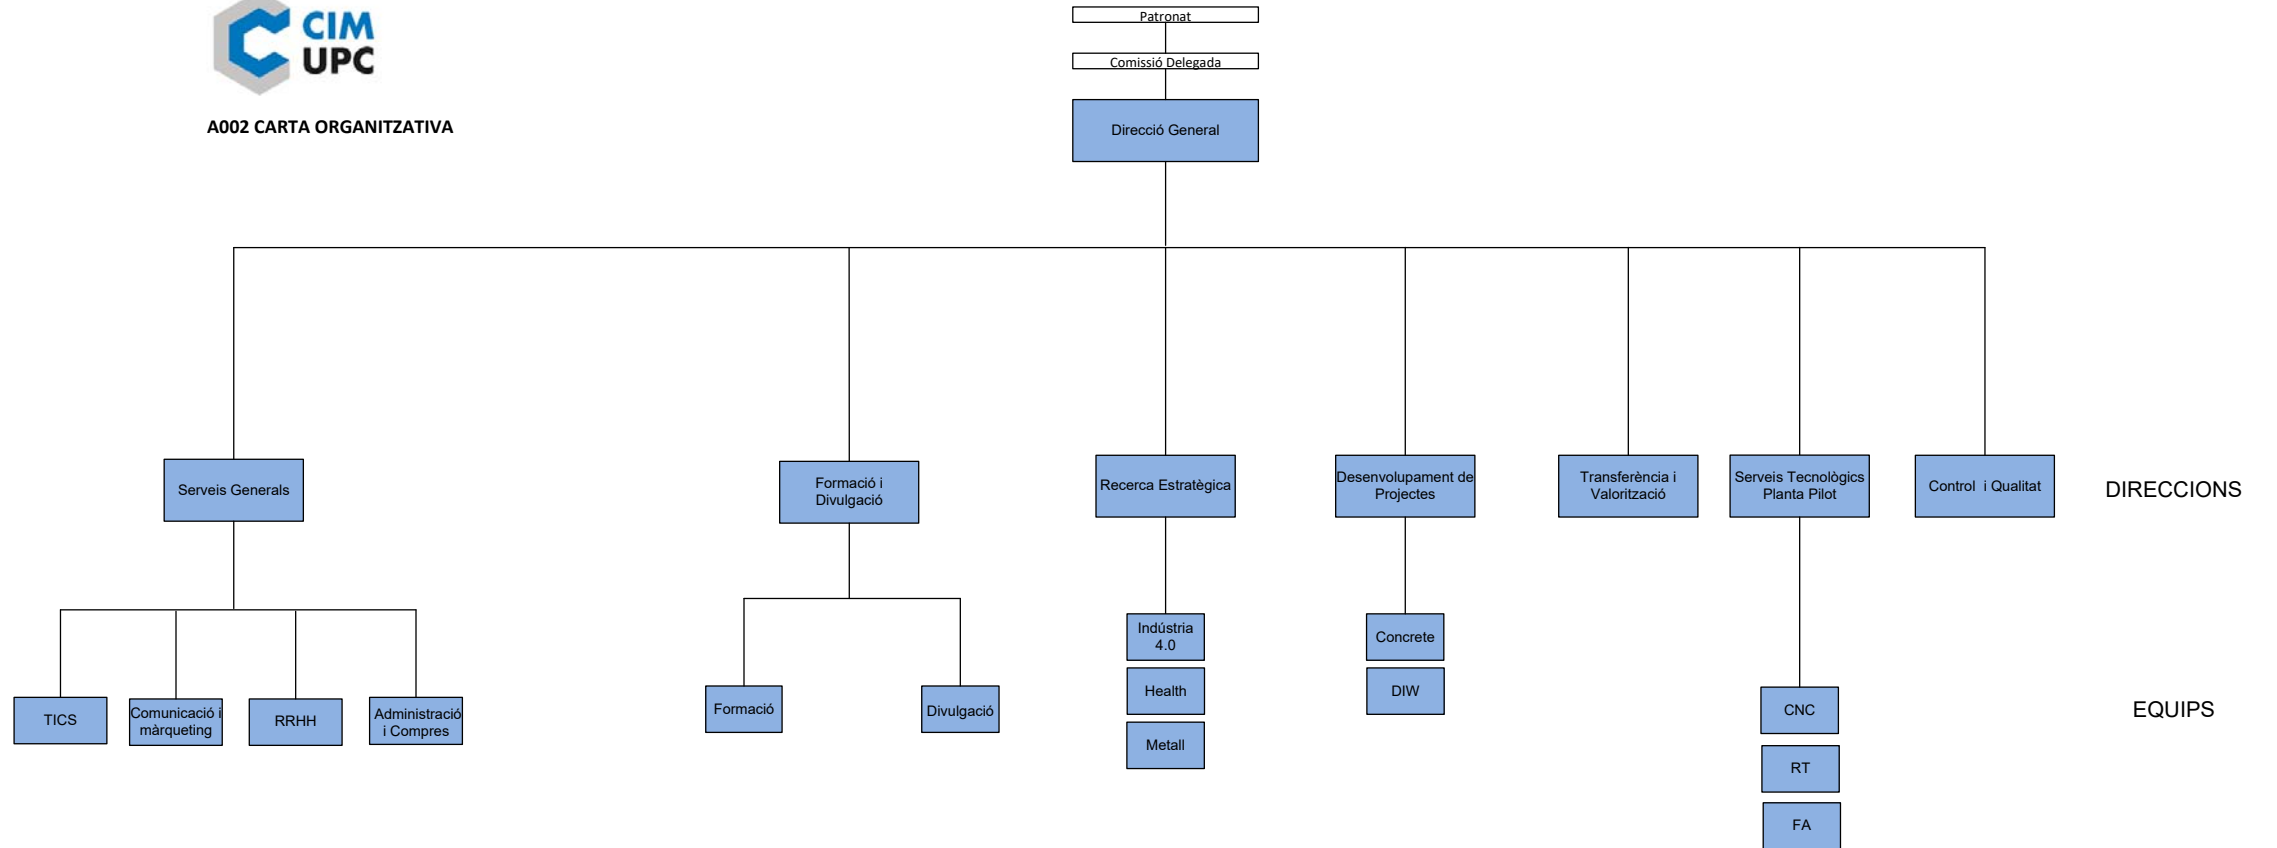 CIM
UPC
A002 CARTA ORGANITZATIVA
Patronat
Comissió Delegada
Direcció General
Serveis Generals
Formació i
Divulgació
Recerca Estratègica
Desenvolupament de
Projectes
Transferència i
Valorització
Serveis Tecnològics
Planta Pilot
Control i Qualitat
DIRECCIONS
TICS
Comunicació i
màrqueting
RRHH
Administració
i Compres
Formació
Divulgació
Indústria
4.0
Health
Metall
Concrete
DIW
CNC
RT
FA
EQUIPS